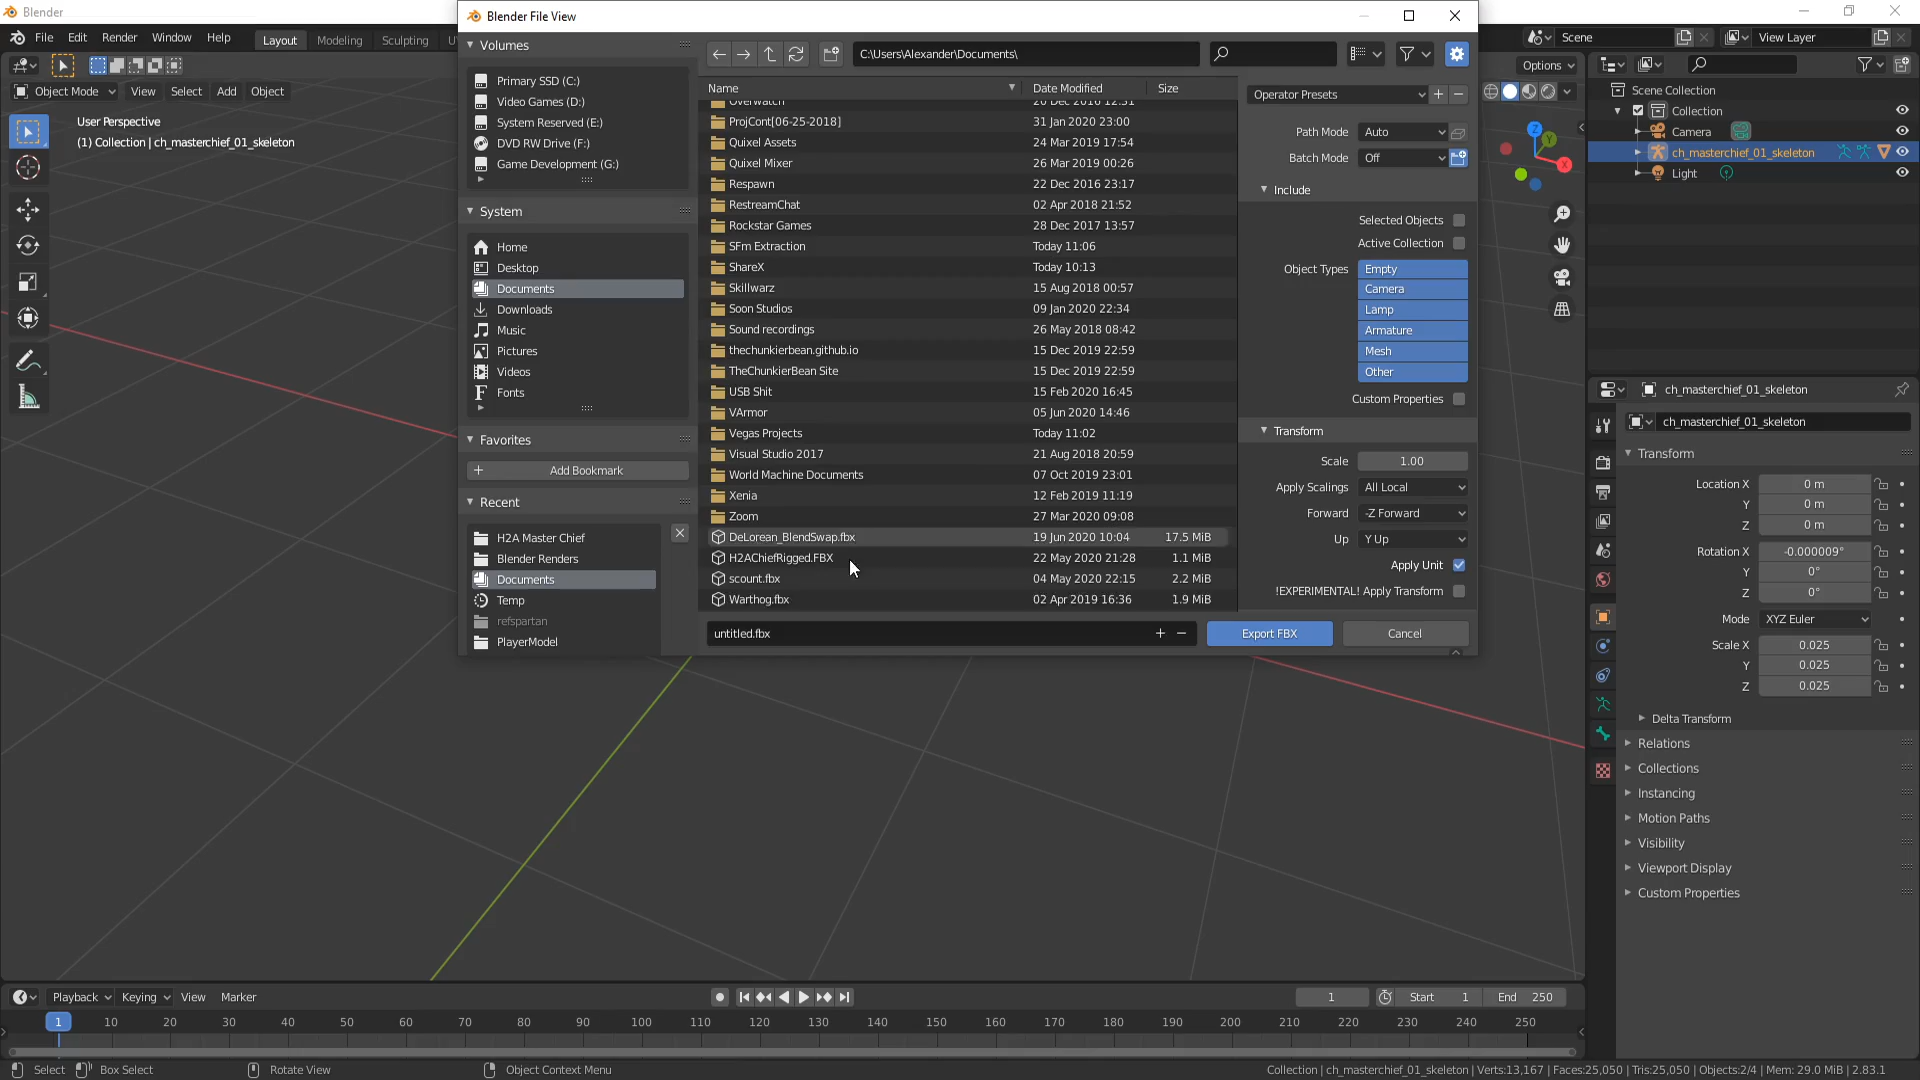 Blender
Blender File View
File Edit Render Window Help Layout Modeling Sculpting U
Scene View Layer
Object Mode View Select Add Object
Options
User Perspective
(1) Collection | ch_masterchief_01_skeleton
Volumes
Primary SSD (C:)
Video Games (D:)
System Reserved (E:)
DVD RW Drive (F:)
Game Development (G:)
System
Home
Desktop
Documents
Downloads
Music
Pictures
Videos
Fonts
Favorites
Add Bookmark
Recent
H2A Master Chief
Blender Renders
Documents
Temp
refspartan
PlayerModel
C:\Users\Alexander\Documents\
Name Date Modified Size
Overwatch 20 Dec 2016 12:31
ProjCont[06-25-2018] 31 Jan 2020 23:00
Quixel Assets 24 Mar 2019 17:54
Quixel Mixer 26 Mar 2019 00:26
Respawn 22 Dec 2016 23:17
RestreamChat 02 Apr 2018 21:52
Rockstar Games 28 Dec 2017 13:57
SFm Extraction Today 11:06
ShareX Today 10:13
Skillwarz 15 Aug 2018 00:57
Soon Studios 09 Jan 2020 22:34
Sound recordings 26 May 2018 08:42
thechunkierbean.github.io 15 Dec 2019 22:59
TheChunkierBean Site 15 Dec 2019 22:59
USB Shit 15 Feb 2020 16:45
VArmor 05 Jun 2020 14:46
Vegas Projects Today 11:02
Visual Studio 2017 21 Aug 2018 20:59
World Machine Documents 07 Oct 2019 23:01
Xenia 12 Feb 2019 11:19
Zoom 27 Mar 2020 09:08
DeLorean_BlendSwap.fbx 19 Jun 2020 10:04 17.5 MiB
H2AChiefRigged.FBX 22 May 2020 21:28 1.1 MiB
scount.fbx 04 May 2020 22:15 2.2 MiB
Warthog.fbx 02 Apr 2019 16:36 1.9 MiB
untitled.fbx
Export FBX
Cancel
Operator Presets
Path Mode Auto
Batch Mode Off
Include
Selected Objects
Active Collection
Object Types Empty
Camera
Lamp
Armature
Mesh
Other
Custom Properties
Transform
Scale 1.00
Apply Scalings All Local
Forward -Z Forward
Up Y Up
Apply Unit
!EXPERIMENTAL! Apply Transform
Z
Y
X
Scene Collection
Collection
Camera
ch_masterchief_01_skeleton
Light
ch_masterchief_01_skeleton
ch_masterchief_01_skeleton
Transform
Location X 0 m
Y 0 m
Z 0 m
Rotation X -0.000009°
Y 0°
Z 0°
Mode XYZ Euler
Scale X 0.025
Y 0.025
Z 0.025
Delta Transform
Relations
Collections
Instancing
Motion Paths
Visibility
Viewport Display
Custom Properties
Playback Keying View Marker
1 Start 1 End 250
1 10 20 30 40 50 60 70 80 90 100 110 120 130 140 150 160 170 180 190 200 210 220 230 240 250
Select Box Select Rotate View Object Context Menu
Collection | ch_masterchief_01_skeleton | Verts:13,167 | Faces:25,050 | Tris:25,050 | Objects:2/4 | Mem: 29.0 MiB | 2.83.1